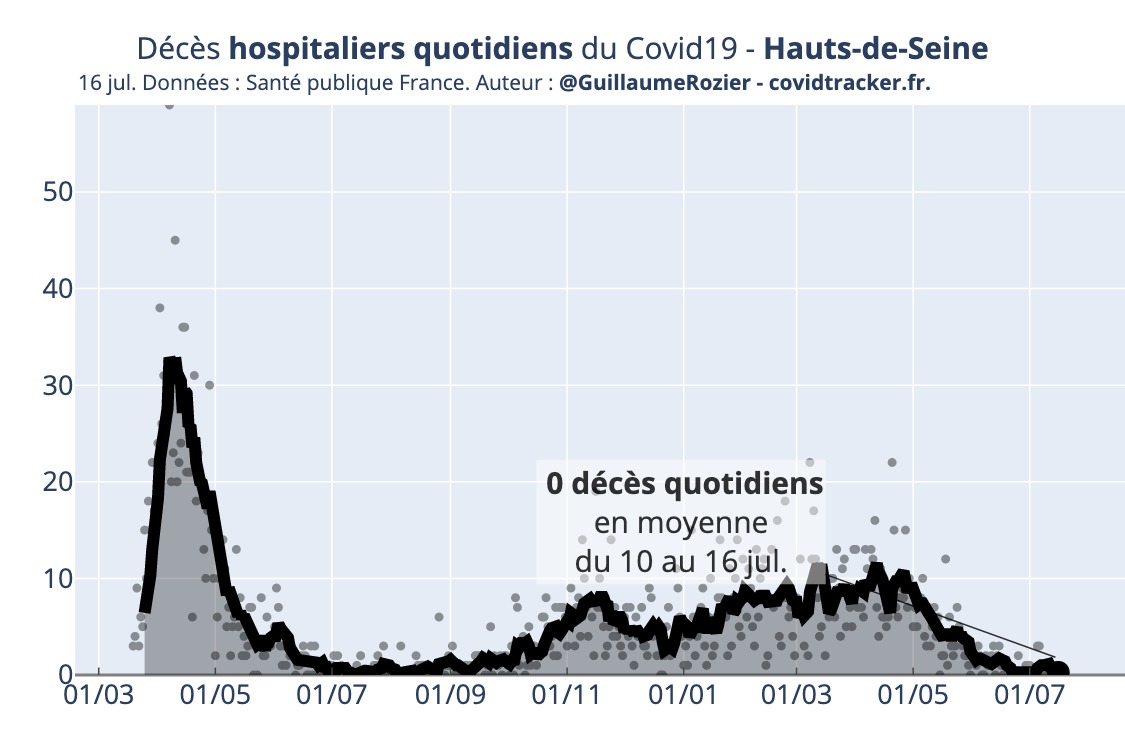 Décès hospitaliers quotidiens du Covid19 - Hauts-de-Seine
16 jul. Données : Santé publique France. Auteur : @GuillaumeRozier - covidtracker.fr.
50
40
30
20
10
0
0 décès quotidiens
en moyenne
du 10 au 16 jul.
01/03 01/05 01/07 01/09 01/11 01/01 01/03 01/05 01/07